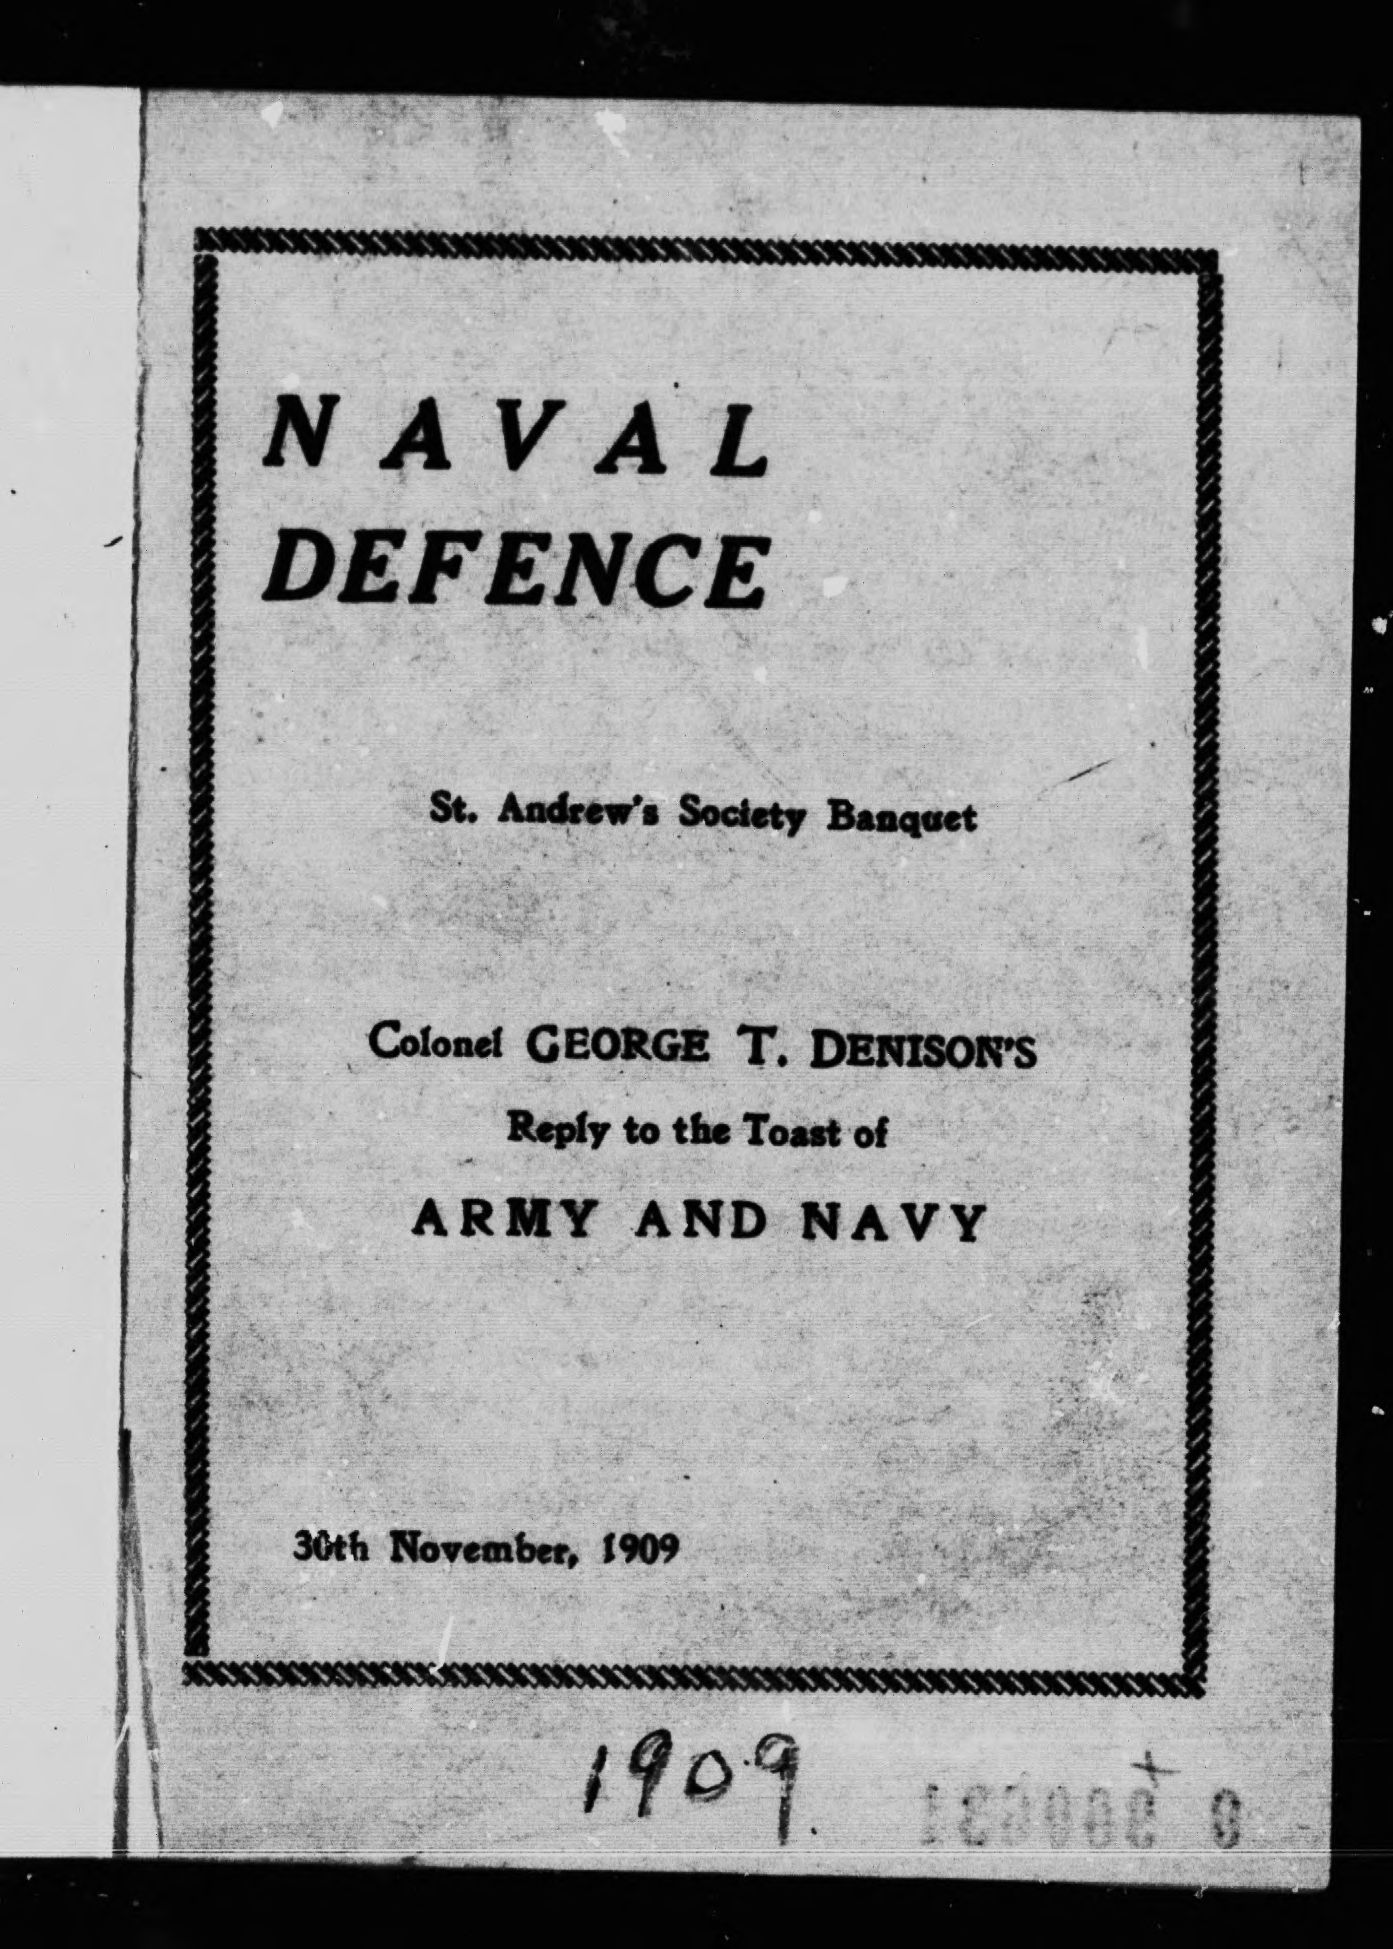 NAVAL
DEFENCE
St. Andrew's Society Banquet
Colonel GEORGE T. DENISON'S
Reply to the Toast of
ARMY AND NAVY
30th November, 1909
1909